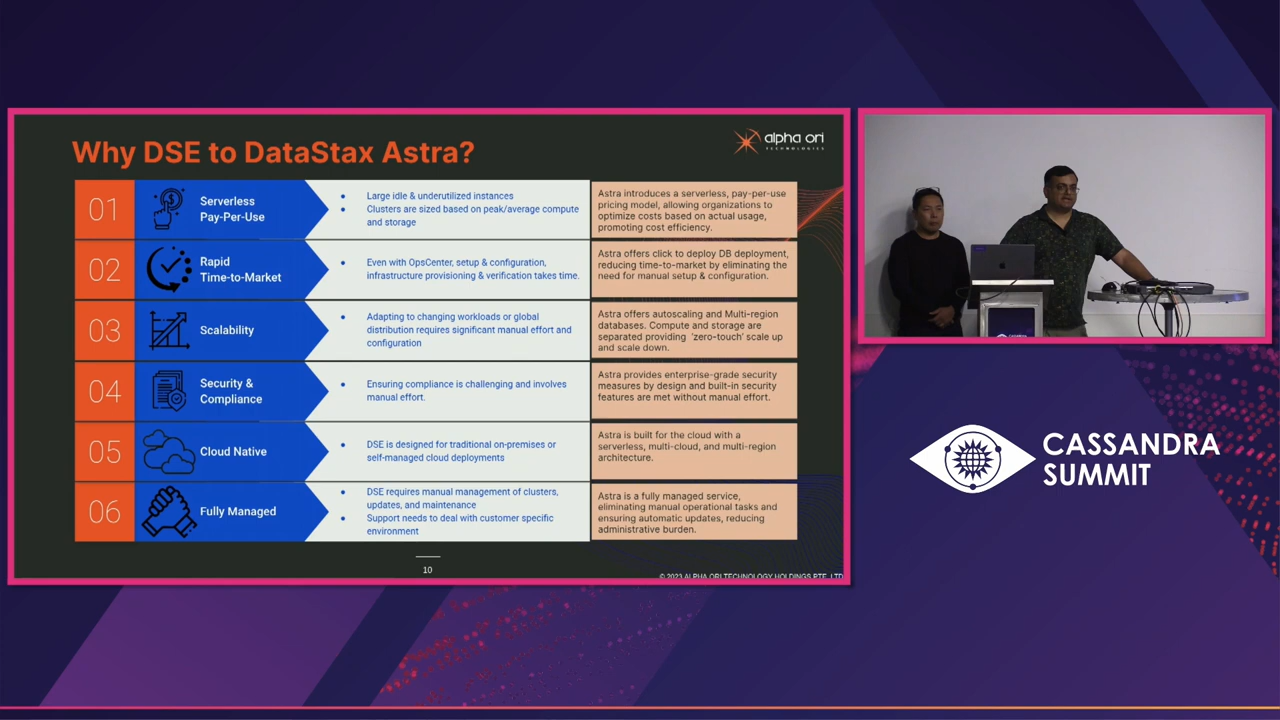 Why DSE to DataStax Astra?
alpha ori
TECHNOLOGIES
01
Serverless
Pay-Per-Use
• Large idle & underutilized instances
• Clusters are sized based on peak/average compute
and storage
Astra introduces a serverless, pay-per-use
pricing model, allowing organizations to
optimize costs based on actual usage,
promoting cost efficiency.
02
Rapid
Time-to-Market
• Even with OpsCenter, setup & configuration,
infrastructure provisioning & verification takes time.
Astra offers click to deploy DB deployment,
reducing time-to-market by eliminating the
need for manual setup & configuration.
03
Scalability
• Adapting to changing workloads or global
distribution requires significant manual effort and
configuration
Astra offers autoscaling and Multi-region
databases. Compute and storage are
separated providing 'zero-touch' scale up
and scale down.
04
Security &
Compliance
• Ensuring compliance is challenging and involves
manual effort.
Astra provides enterprise-grade security
measures by design and built-in security
features are met without manual effort.
05
Cloud Native
• DSE is designed for traditional on-premises or
self-managed cloud deployments
Astra is built for the cloud with a
serverless, multi-cloud, and multi-region
architecture.
06
Fully Managed
• DSE requires manual management of clusters,
updates, and maintenance
• Support needs to deal with customer specific
environment
Astra is a fully managed service,
eliminating manual operational tasks and
ensuring automatic updates, reducing
administrative burden.
10
© 2023 ALPHA ORI TECHNOLOGY HOLDINGS PTE. LTD
CASSANDRA
SUMMIT